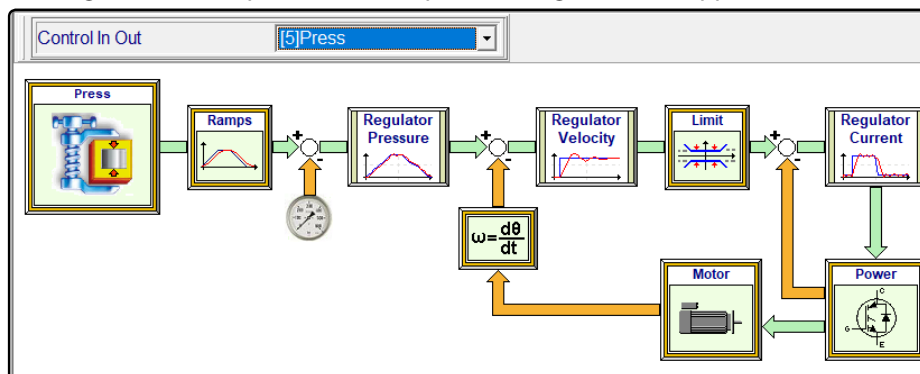 Control In Out [5]Press
Press
Ramps
+
-
Regulator
Pressure
+
-
Regulator
Velocity
Limit
+
-
Regulator
Current
ω=dθ/dt
Motor
Power
C
G
E